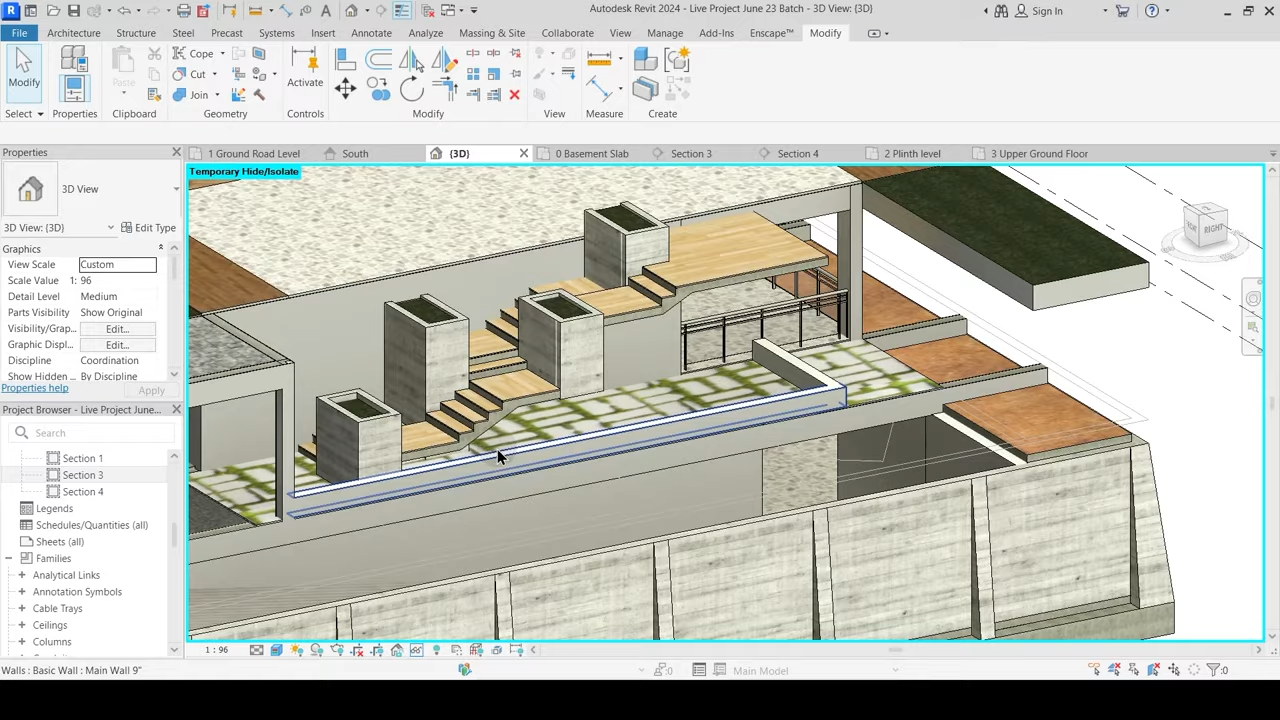 R
A
Autodesk Revit 2024 - Live Project June 23 Batch - 3D View: {3D}
Sign In
File Architecture Structure Steel Precast Systems Insert Annotate Analyze Massing & Site Collaborate View Manage Add-Ins Enscape™ Modify
Cope
Cut
Join
Modify
Paste
Activate
Select
Properties
Clipboard
Geometry
Controls
Modify
View
Measure
Create
Properties
1 Ground Road Level
South
{3D}
0 Basement Slab
Section 3
Section 4
2 Plinth level
3 Upper Ground Floor
Temporary Hide/Isolate
3D View
3D View: {3D}
Edit Type
Graphics
View Scale Custom
Scale Value 1: 96
Detail Level Medium
Parts Visibility Show Original
Visibility/Grap... Edit...
Graphic Displ... Edit...
Discipline Coordination
Show Hidden ... By Discipline
Properties help
Apply
Project Browser - Live Project June...
Search
Section 1
Section 3
Section 4
Legends
Schedules/Quantities (all)
Sheets (all)
Families
Analytical Links
Annotation Symbols
Cable Trays
Ceilings
Columns
RIGHT
1 : 96
Walls : Basic Wall : Main Wall 9"
:0
Main Model
:0